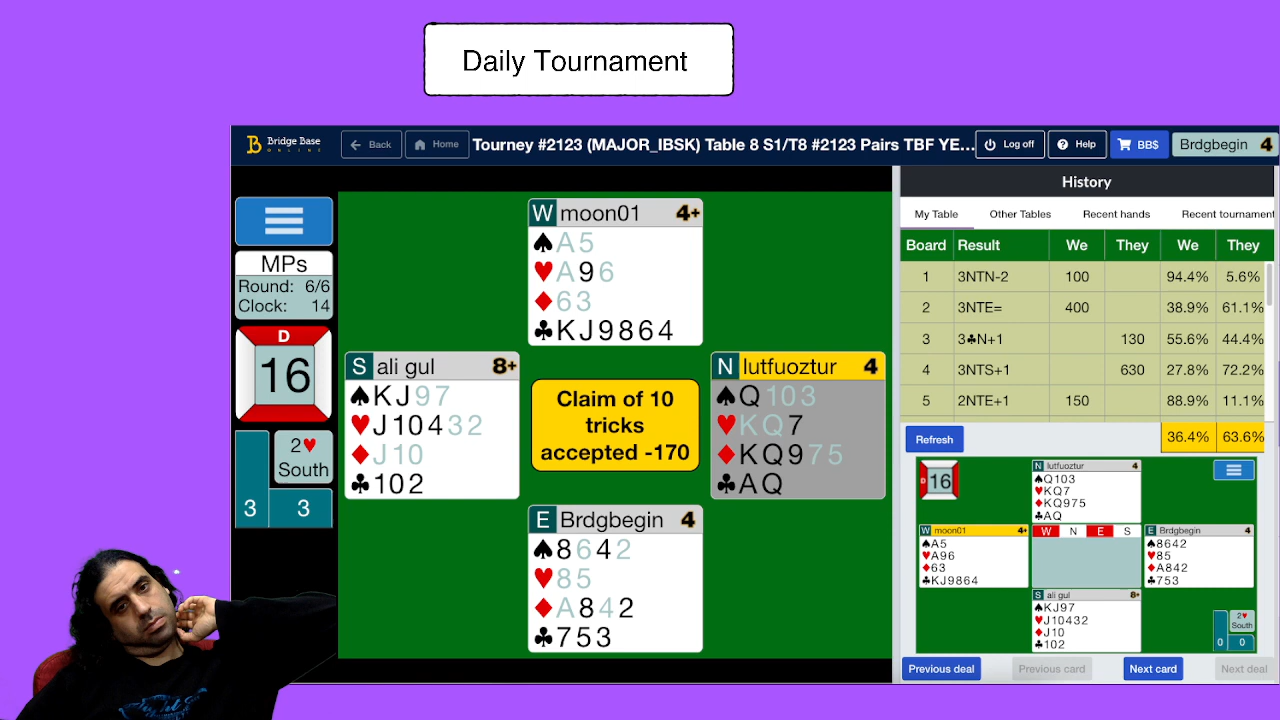 Daily Tournament
Bridge Base
ONLINE
Back
Home
Tourney #2123 (MAJOR_IBSK) Table 8 S1/T8 #2123 Pairs TBF YE...
Log off
Help
BB$
Brdgbegin 4
MPs
Round: 6/6
Clock: 14
D
16
2♥
South
3 3
W moon01 4+
♠A5
♥A96
♦63
♣KJ9864
S ali gul 8+
♠KJ97
♥J10432
♦J10
♣102
Claim of 10
tricks
accepted -170
N lutfuoztur 4
♠Q103
♥KQ7
♦KQ975
♣AQ
E Brdgbegin 4
♠8642
♥85
♦A842
♣753
History
My Table Other Tables Recent hands Recent tournament
Board Result We They We They
1 3NTN-2 100 94.4% 5.6%
2 3NTE= 400 38.9% 61.1%
3 3♣N+1 130 55.6% 44.4%
4 3NTS+1 630 27.8% 72.2%
5 2NTE+1 150 88.9% 11.1%
Refresh
36.4% 63.6%
D 16
N lutfuoztur 4
♠Q103
♥KQ7
♦KQ975
♣AQ
W moon01 4+
♠A5
♥A96
♦63
♣KJ9864
W N E S
E Brdgbegin 4
♠8642
♥85
♦A842
♣753
S ali gul 8+
♠KJ97
♥J10432
♦J10
♣102
2♥
South
0 0
Previous deal
Previous card
Next card
Next deal